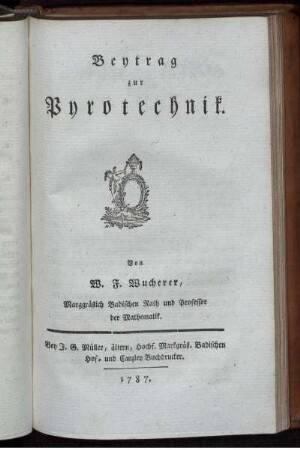 Beytrag
zur
Pyrotechnik.
Von
W. F. Wucherer,
Marggräflich Badischen Rath und Professor
der Mathematik.
Bey J. G. Müller, ältern, Hochf. Markgräf. Badischen
Hof- und Canzley Buchdrucker.
1787.